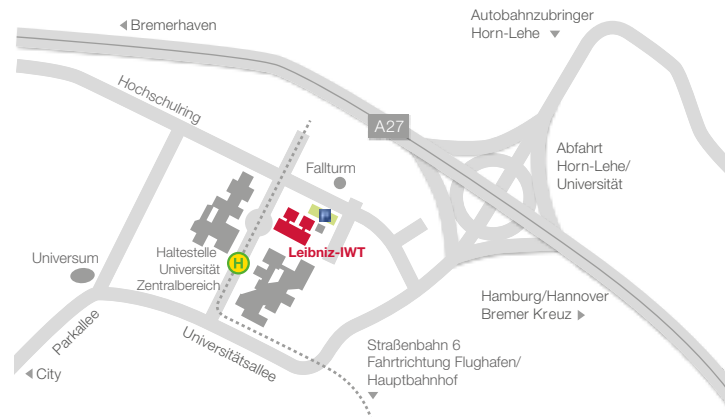 Bremerhaven
Autobahnzubringer
Horn-Lehe
Hochschulring
A27
Fallturm
Abfahrt
Horn-Lehe/
Universität
Leibniz-IWT
Haltestelle
Universität
Zentralbereich
H
Universum
Parkallee
City
Universitätsallee
Hamburg/Hannover
Bremer Kreuz
Straßenbahn 6
Fahrtrichtung Flughafen/
Hauptbahnhof